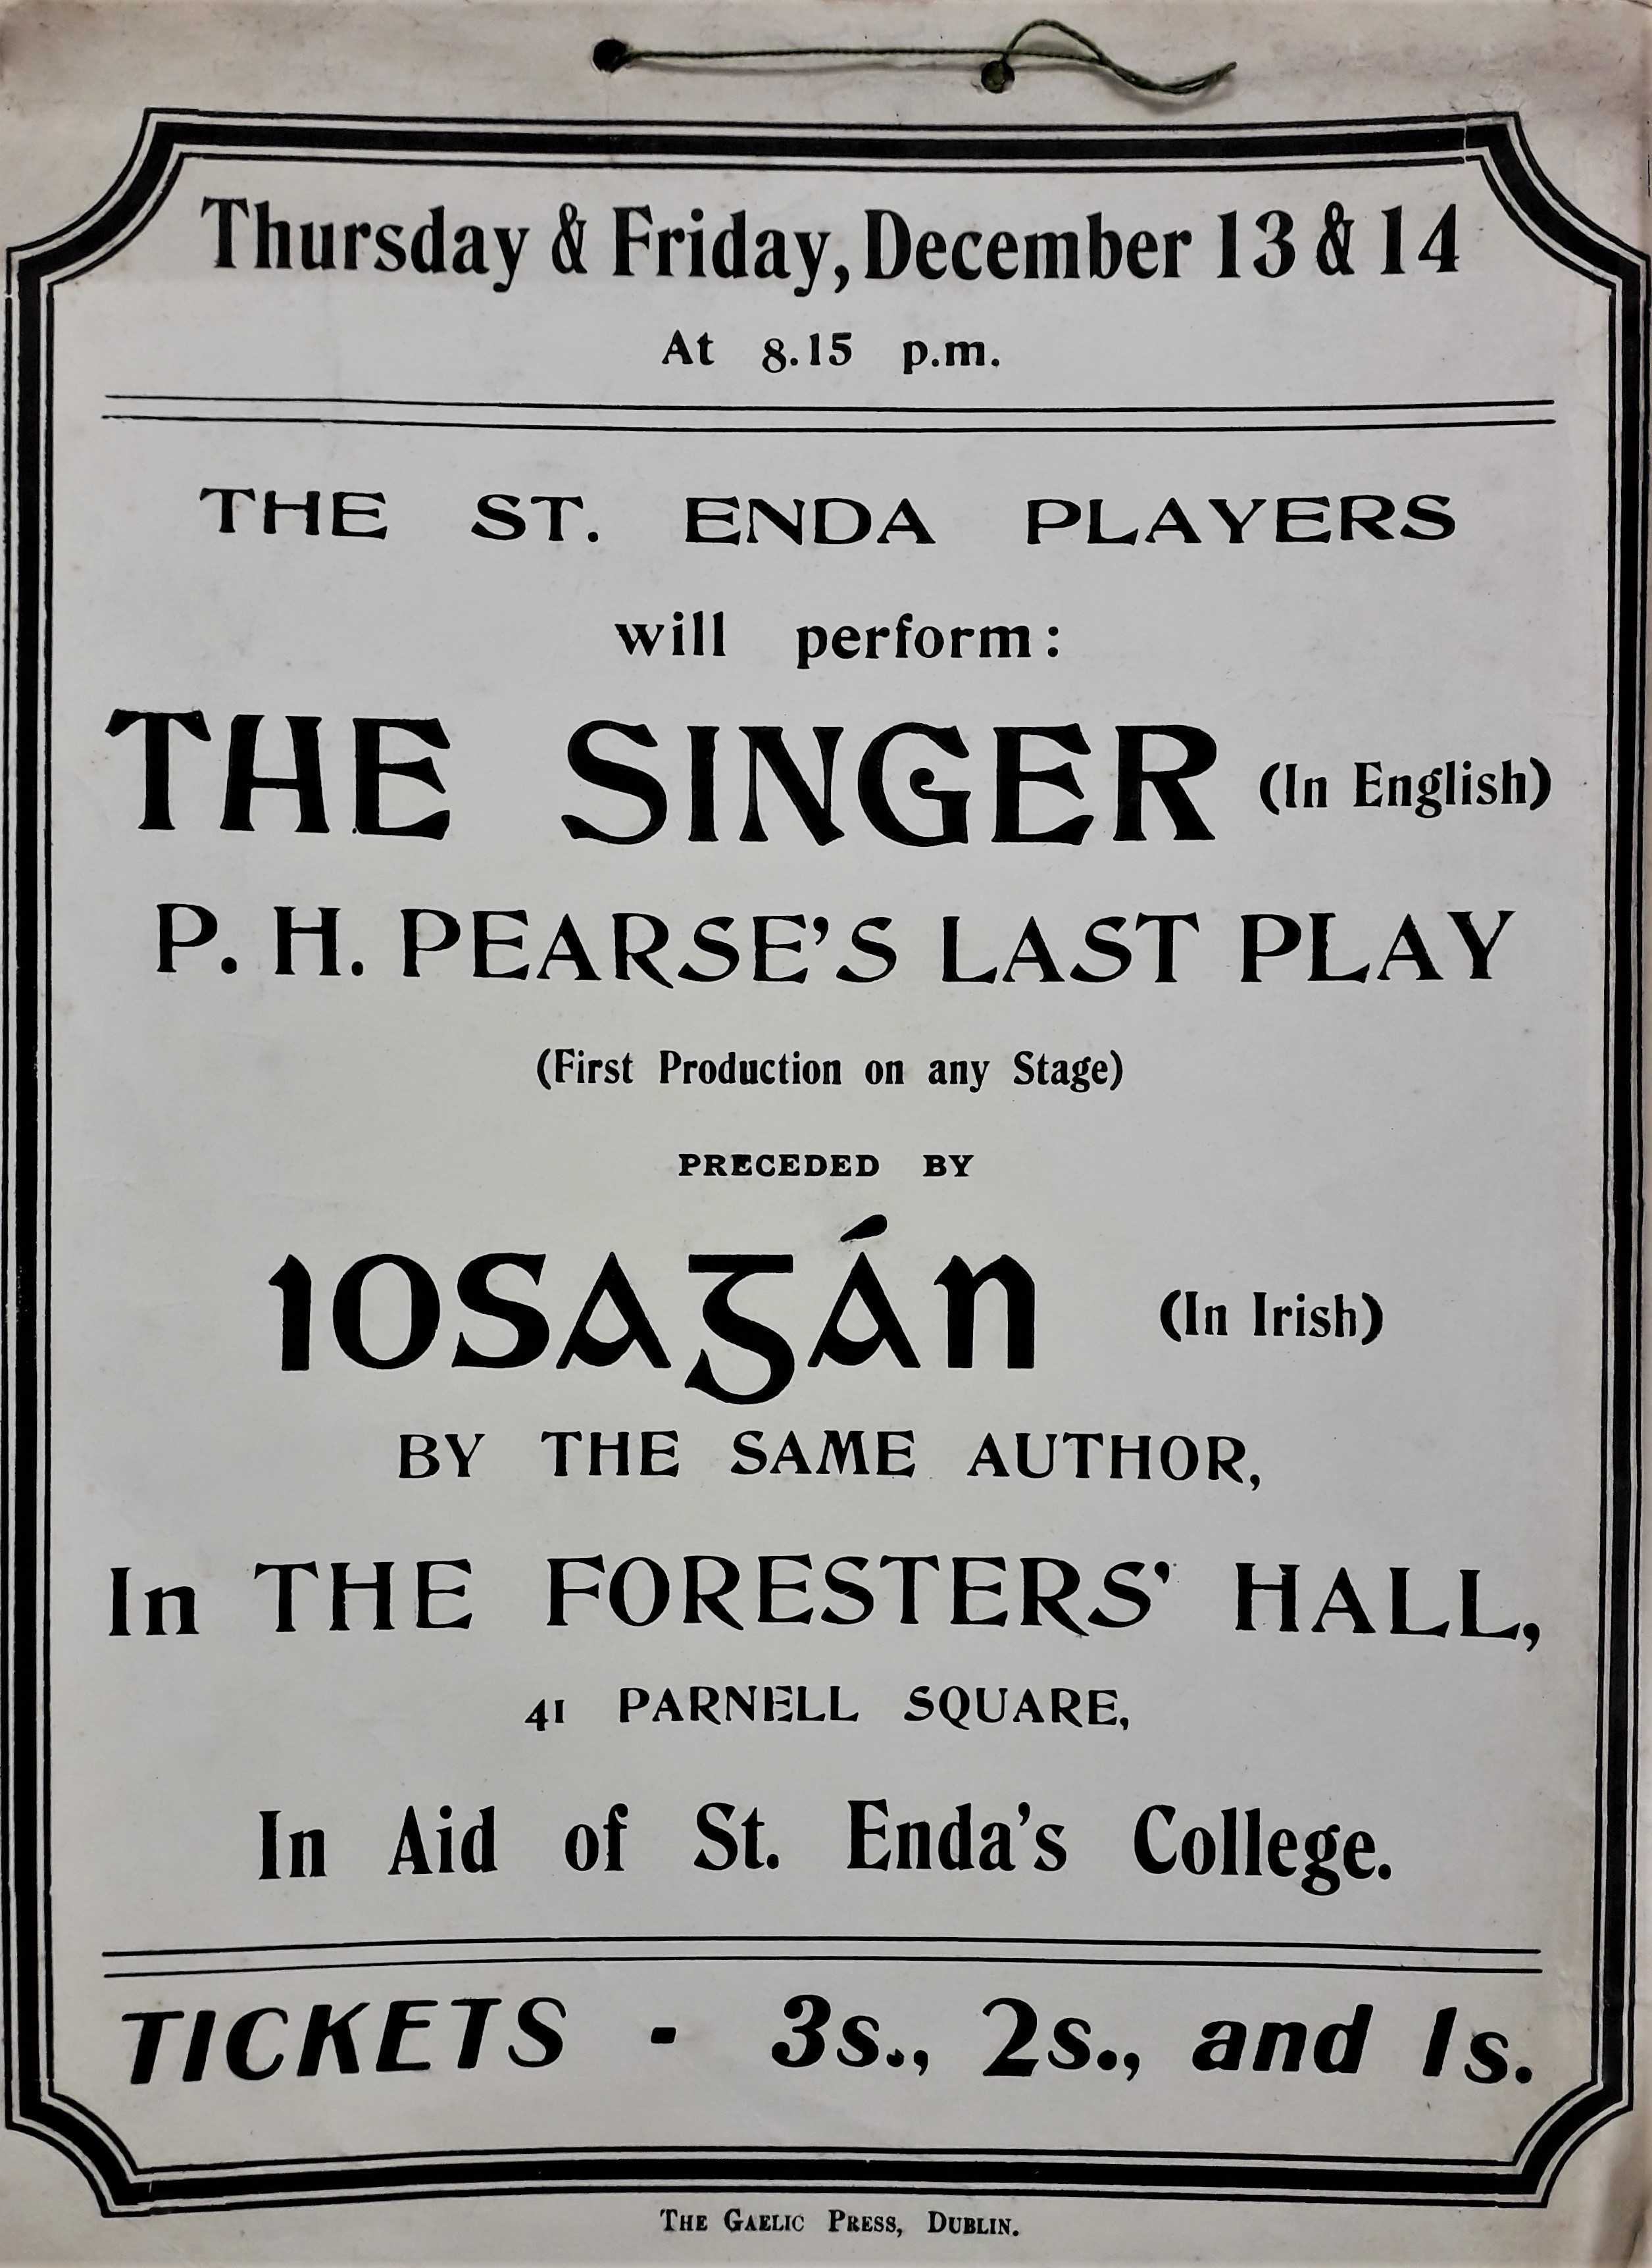 Thursday & Friday, December 13 & 14
At 8.15 p.m.
THE ST. ENDA PLAYERS
will perform:
THE SINGER (In English)
P. H. PEARSE'S LAST PLAY
(First Production on any Stage)
PRECEDED BY
ıosaᵹán (In Irish)
BY THE SAME AUTHOR,
In THE FORESTERS' HALL,
41 PARNELL SQUARE,
In Aid of St. Enda's College.
TICKETS - 3s., 2s., and 1s.
THE GAELIC PRESS, DUBLIN.